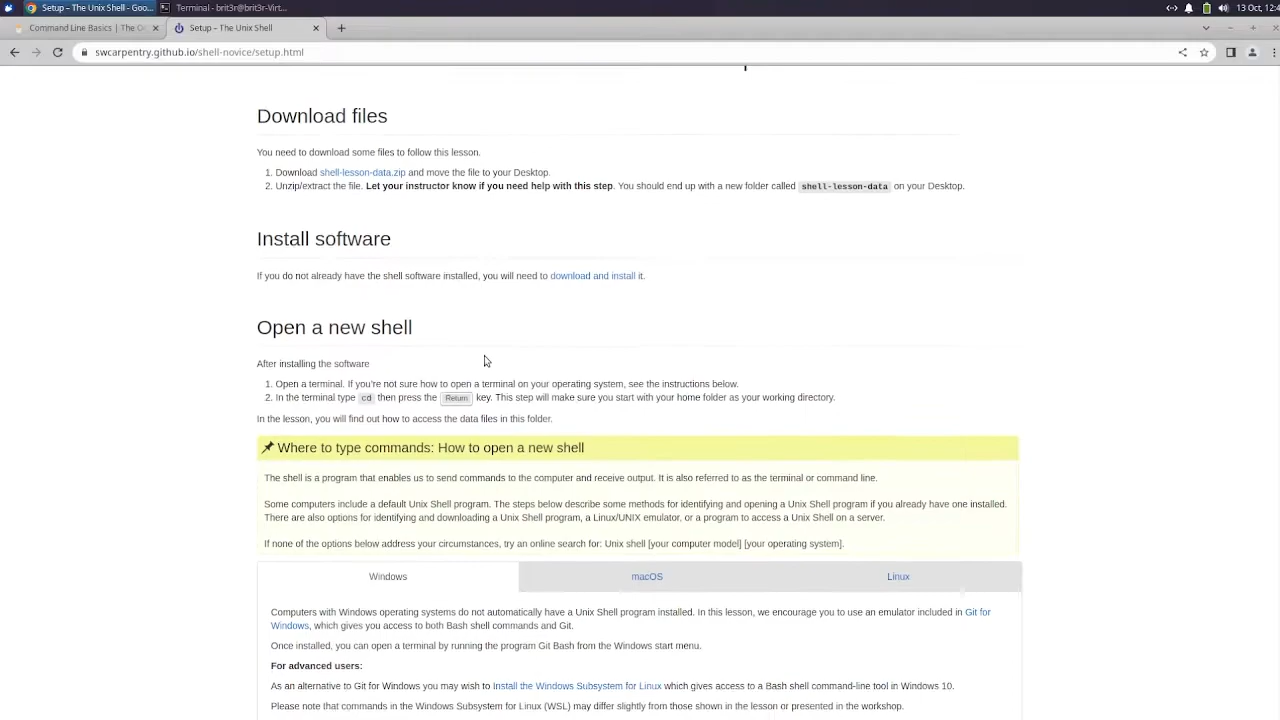 Setup – The Unix Shell - Goo...
Terminal - brit3r@brit3r-Virt...
13 Oct, 12:4
Command Line Basics | The O
Setup – The Unix Shell
swcarpentry.github.io/shell-novice/setup.html
Download files
You need to download some files to follow this lesson.
1. Download shell-lesson-data.zip and move the file to your Desktop.
2. Unzip/extract the file. Let your instructor know if you need help with this step. You should end up with a new folder called shell-lesson-data on your Desktop.
Install software
If you do not already have the shell software installed, you will need to download and install it.
Open a new shell
After installing the software
1. Open a terminal. If you're not sure how to open a terminal on your operating system, see the instructions below.
2. In the terminal type cd then press the Return key. This step will make sure you start with your home folder as your working directory.
In the lesson, you will find out how to access the data files in this folder.
Where to type commands: How to open a new shell
The shell is a program that enables us to send commands to the computer and receive output. It is also referred to as the terminal or command line.
Some computers include a default Unix Shell program. The steps below describe some methods for identifying and opening a Unix Shell program if you already have one installed.
There are also options for identifying and downloading a Unix Shell program, a Linux/UNIX emulator, or a program to access a Unix Shell on a server.
If none of the options below address your circumstances, try an online search for: Unix shell [your computer model] [your operating system].
Windows
macOS
Linux
Computers with Windows operating systems do not automatically have a Unix Shell program installed. In this lesson, we encourage you to use an emulator included in Git for
Windows, which gives you access to both Bash shell commands and Git.
Once installed, you can open a terminal by running the program Git Bash from the Windows start menu.
For advanced users:
As an alternative to Git for Windows you may wish to Install the Windows Subsystem for Linux which gives access to a Bash shell command-line tool in Windows 10.
Please note that commands in the Windows Subsystem for Linux (WSL) may differ slightly from those shown in the lesson or presented in the workshop.